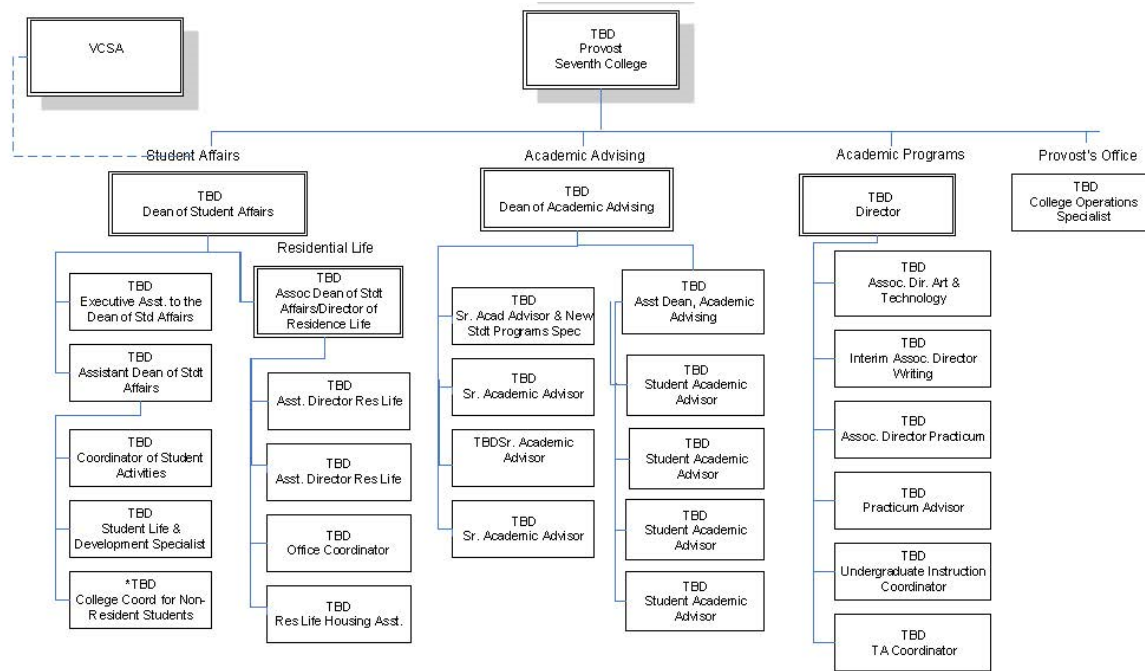 VCSA
TBD
Provost
Seventh College
Student Affairs
Academic Advising
Academic Programs
Provost's Office
TBD
Dean of Student Affairs
TBD
Dean of Academic Advising
TBD
Director
TBD
College Operations
Specialist
Residential Life
TBD
Executive Asst. to the
Dean of Std Affairs
TBD
Assistant Dean of Stdt
Affairs
TBD
Coordinator of Student
Activities
TBD
Student Life &
Development Specialist
*TBD
College Coord for Non-
Resident Students
TBD
Assoc Dean of Stdt
Affairs/Director of
Residence Life
TBD
Asst. Director Res Life
TBD
Asst. Director Res Life
TBD
Office Coordinator
TBD
Res Life Housing Asst.
TBD
Sr. Acad Advisor & New
Stdt Programs Spec
TBD
Sr. Academic Advisor
TBDSr. Academic
Advisor
TBD
Sr. Academic Advisor
TBD
Asst Dean, Academic
Advising
TBD
Student Academic
Advisor
TBD
Student Academic
Advisor
TBD
Student Academic
Advisor
TBD
Student Academic
Advisor
TBD
Assoc. Dir. Art &
Technology
TBD
Interim Assoc. Director
Writing
TBD
Assoc. Director Practicum
TBD
Practicum Advisor
TBD
Undergraduate Instruction
Coordinator
TBD
TA Coordinator